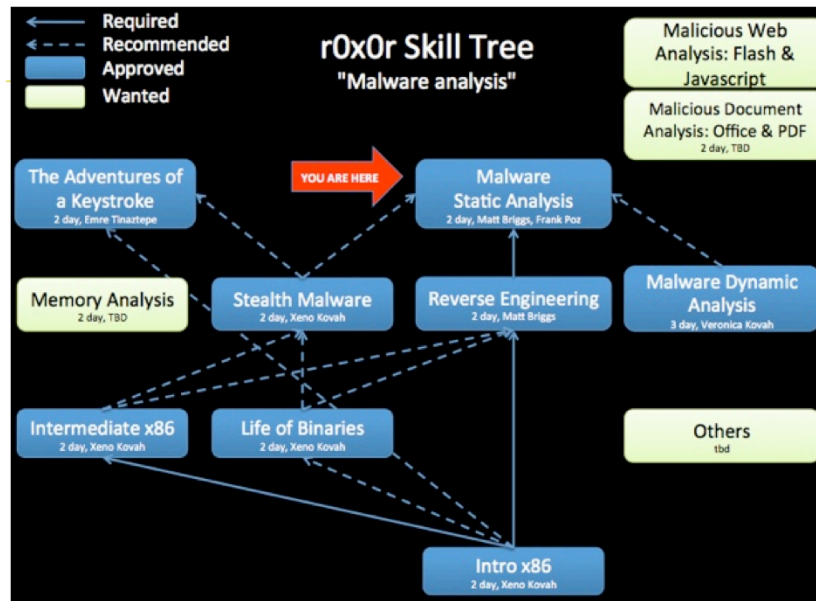 Required
Recommended
Approved
Wanted
r0x0r Skill Tree
"Malware analysis"
Malicious Web
Analysis: Flash &
Javascript
Malicious Document
Analysis: Office & PDF
2 day, TBD
The Adventures of
a Keystroke
2 day, Emre Tinaztepe
YOU ARE HERE
Malware
Static Analysis
2 day, Matt Briggs, Frank Poz
Memory Analysis
2 day, TBD
Stealth Malware
2 day, Xeno Kovah
Reverse Engineering
2 day, Matt Briggs
Malware Dynamic
Analysis
3 day, Veronica Kovah
Intermediate x86
2 day, Xeno Kovah
Life of Binaries
2 day, Xeno Kovah
Others
tbd
Intro x86
2 day, Xeno Kovah